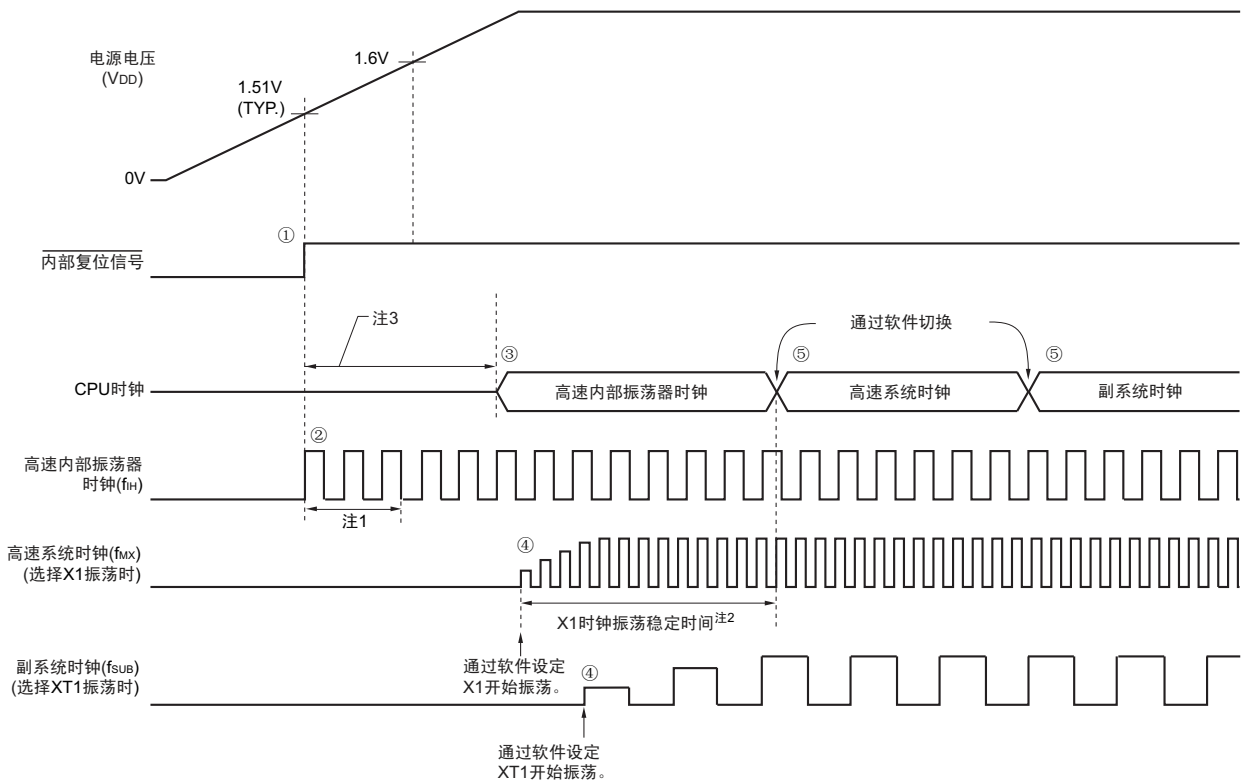 电源电压
(VDD)
1.6V
1.51V
(TYP.)
0V
①
内部复位信号
注3
通过软件切换
③
⑤
⑤
CPU时钟
高速内部振荡器时钟
高速系统时钟
副系统时钟
②
高速内部振荡器
时钟(fIH)
注1
高速系统时钟(fMX)
(选择X1振荡时)
④
X1时钟振荡稳定时间注2
副系统时钟(fSUB)
(选择XT1振荡时)
通过软件设定
X1开始振荡。
④
通过软件设定
XT1开始振荡。